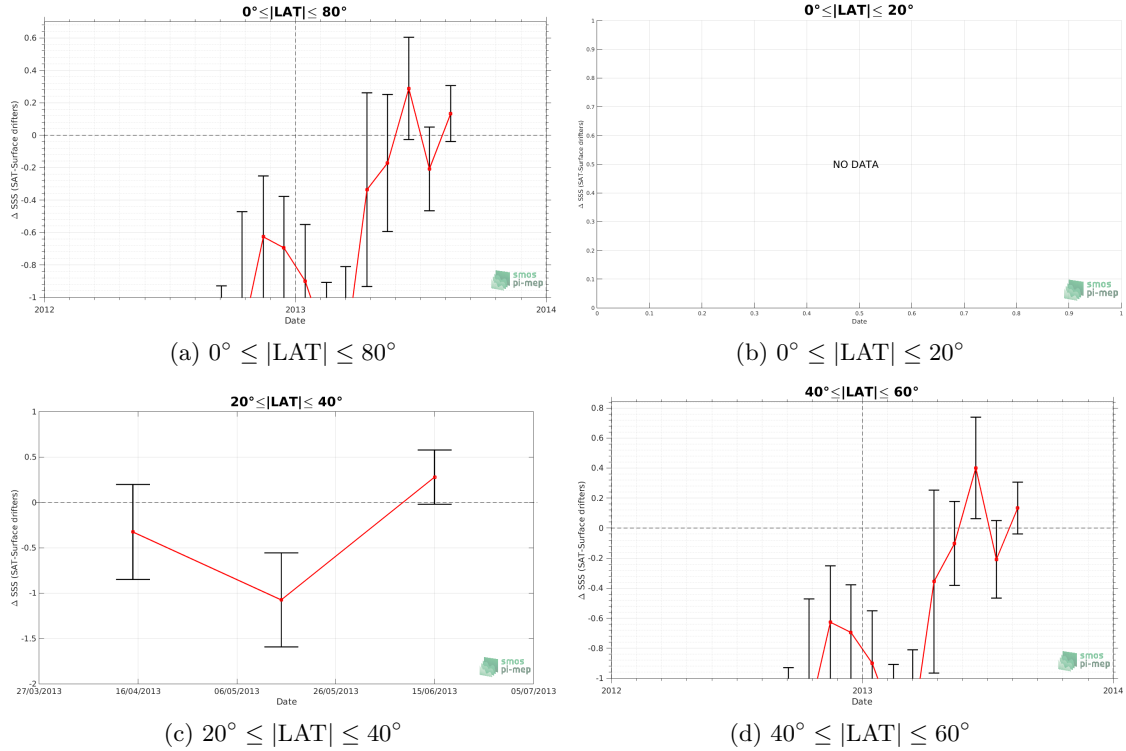 0°≤|LAT|≤ 80°
Δ SSS (SAT-Surface drifters)
0.6
0.4
0.2
0
-0.2
-0.4
-0.6
-0.8
-1
2012 2013 2014
Date
smos
pi-mep
(a) 0° ≤ |LAT| ≤ 80°
0°≤|LAT|≤ 20°
Δ SSS (SAT-Surface drifters)
1
0.9
0.8
0.7
0.6
0.5
0.4
0.3
0.2
0.1
0
NO DATA
0 0.1 0.2 0.3 0.4 0.5 0.6 0.7 0.8 0.9 1
Date
smos
pi-mep
(b) 0° ≤ |LAT| ≤ 20°
20°≤|LAT|≤ 40°
Δ SSS (SAT-Surface drifters)
1
0.5
0
-0.5
-1
-1.5
-2
27/03/2013 16/04/2013 06/05/2013 26/05/2013 15/06/2013 05/07/2013
Date
smos
pi-mep
(c) 20° ≤ |LAT| ≤ 40°
40°≤|LAT|≤ 60°
Δ SSS (SAT-Surface drifters)
0.8
0.6
0.4
0.2
0
-0.2
-0.4
-0.6
-0.8
-1
2012 2013 2014
Date
smos
pi-mep
(d) 40° ≤ |LAT| ≤ 60°